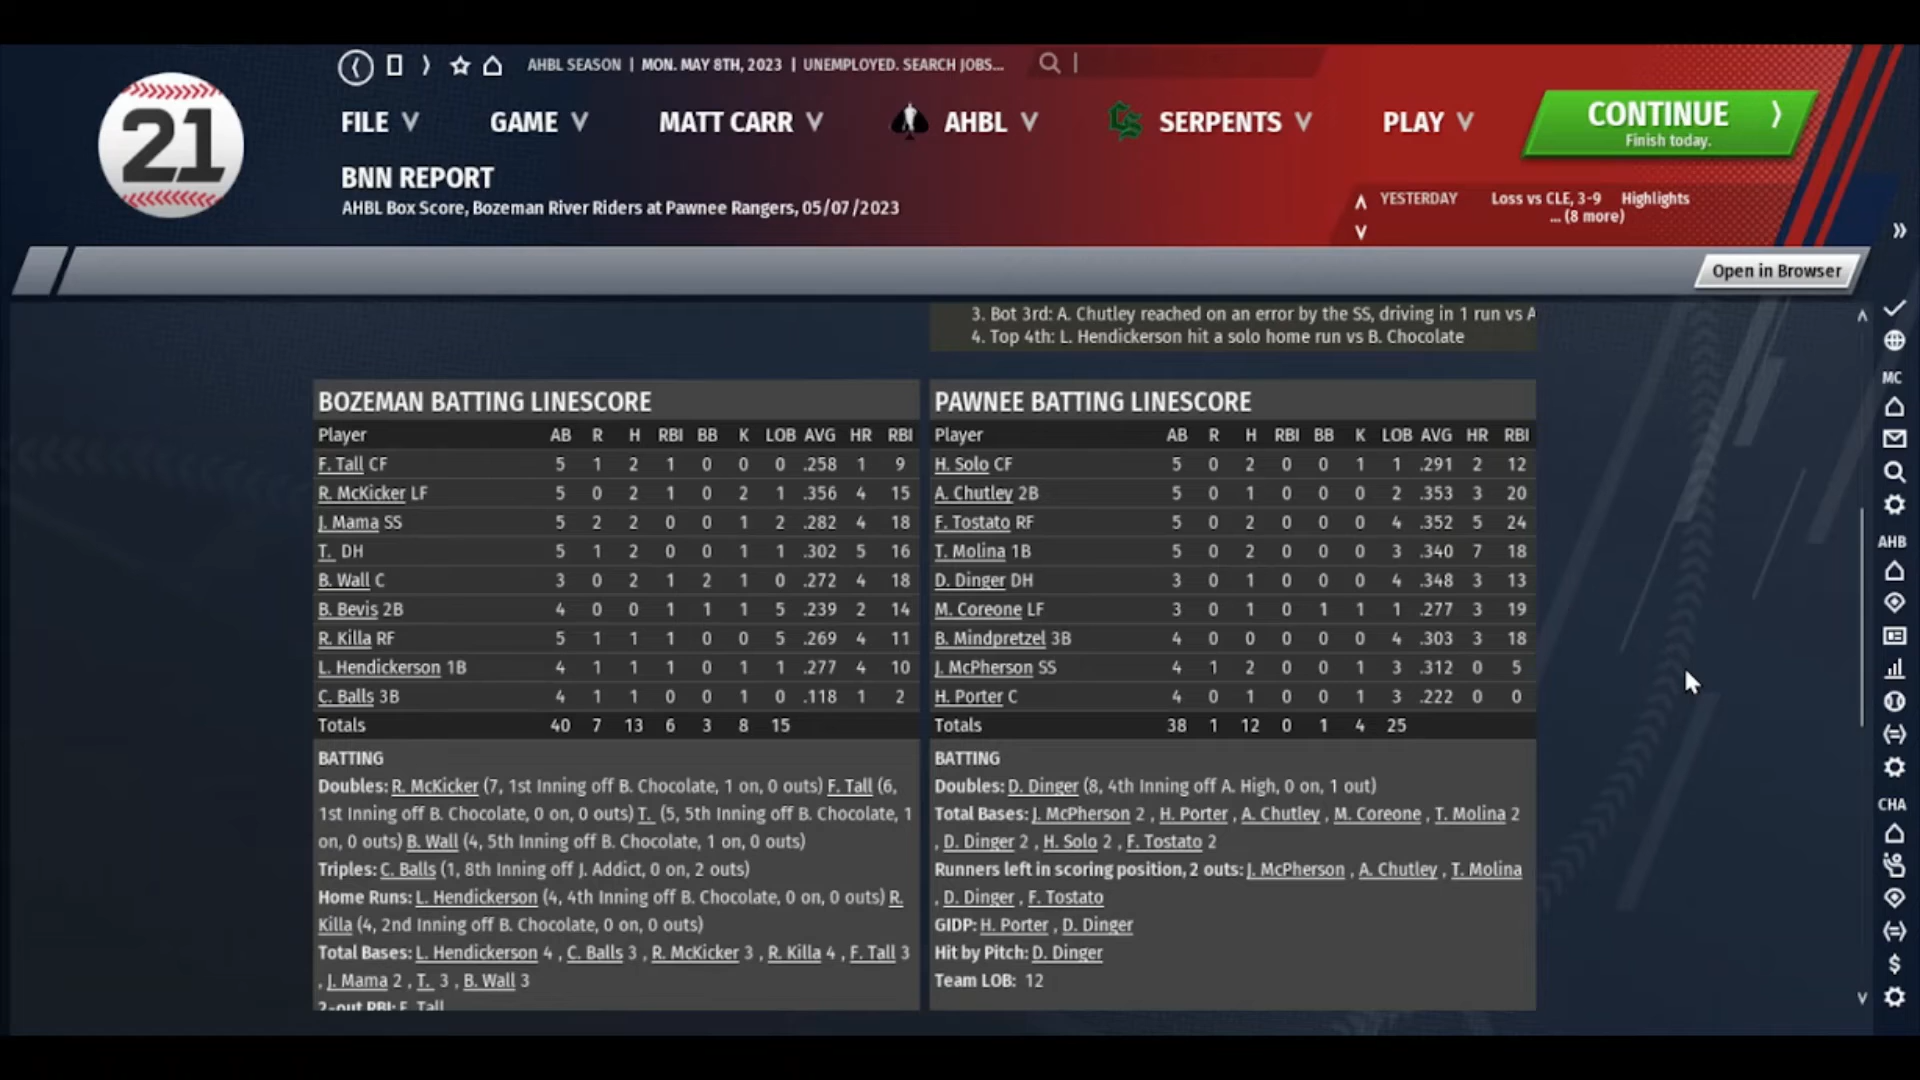 AHBL SEASON | MON. MAY 8TH, 2023 | UNEMPLOYED. SEARCH JOBS...
21
FILE GAME MATT CARR AHBL SERPENTS PLAY
CONTINUE
Finish today.
BNN REPORT
AHBL Box Score, Bozeman River Riders at Pawnee Rangers, 05/07/2023
YESTERDAY Loss vs CLE, 3-9 Highlights
... (8 more)
Open in Browser
3. Bot 3rd: A. Chutley reached on an error by the SS, driving in 1 run vs A
4. Top 4th: L. Hendickerson hit a solo home run vs B. Chocolate
BOZEMAN BATTING LINESCORE
Player AB R H RBI BB K LOB AVG HR RBI
F. Tall CF 5 1 2 1 0 0 0 .258 1 9
R. McKicker LF 5 0 2 1 0 2 1 .356 4 15
J. Mama SS 5 2 2 0 0 1 2 .282 4 18
T. DH 5 1 2 0 0 1 1 .302 5 16
B. Wall C 3 0 2 1 2 1 0 .272 4 18
B. Bevis 2B 4 0 0 1 1 1 5 .239 2 14
R. Killa RF 5 1 1 1 0 0 5 .269 4 11
L. Hendickerson 1B 4 1 1 1 0 1 1 .277 4 10
C. Balls 3B 4 1 1 0 0 1 0 .118 1 2
Totals 40 7 13 6 3 8 15
BATTING
Doubles: R. McKicker (7, 1st Inning off B. Chocolate, 1 on, 0 outs) F. Tall (6,
1st Inning off B. Chocolate, 0 on, 0 outs) T. (5, 5th Inning off B. Chocolate, 1
on, 0 outs) B. Wall (4, 5th Inning off B. Chocolate, 1 on, 0 outs)
Triples: C. Balls (1, 8th Inning off J. Addict, 0 on, 2 outs)
Home Runs: L. Hendickerson (4, 4th Inning off B. Chocolate, 0 on, 0 outs) R.
Killa (4, 2nd Inning off B. Chocolate, 0 on, 0 outs)
Total Bases: L. Hendickerson 4 , C. Balls 3 , R. McKicker 3 , R. Killa 4 , F. Tall 3
, J. Mama 2 , T. 3 , B. Wall 3
2-out RBI: F. Tall
PAWNEE BATTING LINESCORE
Player AB R H RBI BB K LOB AVG HR RBI
H. Solo CF 5 0 2 0 0 1 1 .291 2 12
A. Chutley 2B 5 0 1 0 0 0 2 .353 3 20
F. Tostato RF 5 0 2 0 0 0 4 .352 5 24
T. Molina 1B 5 0 2 0 0 0 3 .340 7 18
D. Dinger DH 3 0 1 0 0 0 4 .348 3 13
M. Coreone LF 3 0 1 0 1 1 1 .277 3 19
B. Mindpretzel 3B 4 0 0 0 0 0 4 .303 3 18
J. McPherson SS 4 1 2 0 0 1 3 .312 0 5
H. Porter C 4 0 1 0 0 1 3 .222 0 0
Totals 38 1 12 0 1 4 25
BATTING
Doubles: D. Dinger (8, 4th Inning off A. High, 0 on, 1 out)
Total Bases: J. McPherson 2 , H. Porter , A. Chutley , M. Coreone , T. Molina 2
, D. Dinger 2 , H. Solo 2 , F. Tostato 2
Runners left in scoring position, 2 outs: J. McPherson , A. Chutley , T. Molina
, D. Dinger , F. Tostato
GIDP: H. Porter , D. Dinger
Hit by Pitch: D. Dinger
Team LOB: 12
MC
AHB
CHA